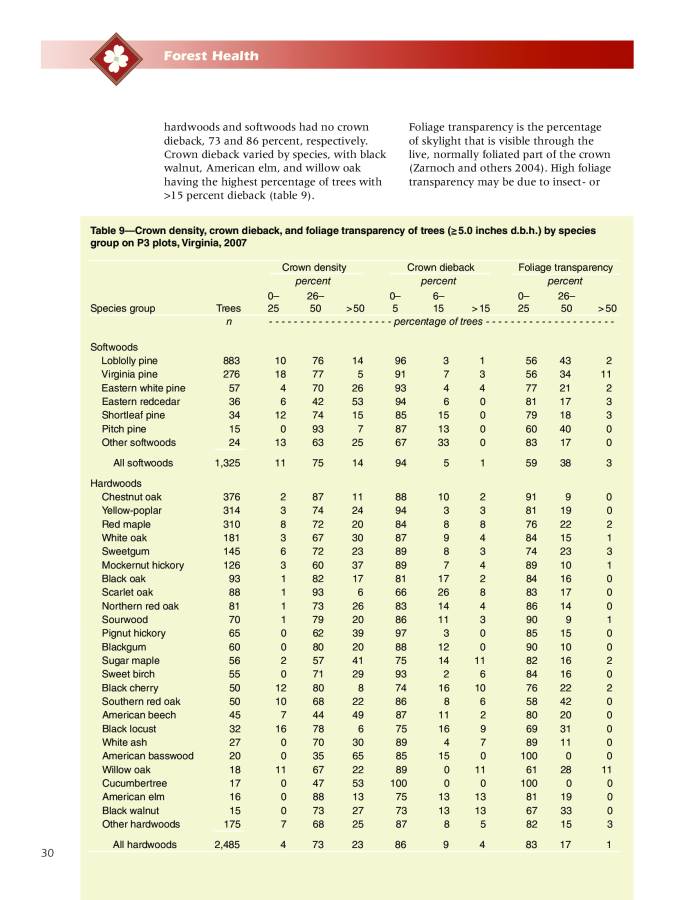 Forest Health
hardwoods and softwoods had no crown
dieback, 73 and 86 percent, respectively.
Crown dieback varied by species, with black
walnut, American elm, and willow oak
having the highest percentage of trees with
>15 percent dieback (table 9).
Foliage transparency is the percentage
of skylight that is visible through the
live, normally foliated part of the crown
(Zarnoch and others 2004). High foliage
transparency may be due to insect- or
Table 9—Crown density, crown dieback, and foliage transparency of trees (≥5.0 inches d.b.h.) by species
group on P3 plots, Virginia, 2007
Crown density Crown dieback Foliage transparency
percent percent percent
0– 26– 0– 6– 0– 26–
Species group Trees 25 50 >50 5 15 >15 25 50 >50
n - - - - - - - - - - - - - - - - - - - - percentage of trees - - - - - - - - - - - - - - - - - - - - -
Softwoods
Loblolly pine 883 10 76 14 96 3 1 56 43 2
Virginia pine 276 18 77 5 91 7 3 56 34 11
Eastern white pine 57 4 70 26 93 4 4 77 21 2
Eastern redcedar 36 6 42 53 94 6 0 81 17 3
Shortleaf pine 34 12 74 15 85 15 0 79 18 3
Pitch pine 15 0 93 7 87 13 0 60 40 0
Other softwoods 24 13 63 25 67 33 0 83 17 0
All softwoods 1,325 11 75 14 94 5 1 59 38 3
Hardwoods
Chestnut oak 376 2 87 11 88 10 2 91 9 0
Yellow-poplar 314 3 74 24 94 3 3 81 19 0
Red maple 310 8 72 20 84 8 8 76 22 2
White oak 181 3 67 30 87 9 4 84 15 1
Sweetgum 145 6 72 23 89 8 3 74 23 3
Mockernut hickory 126 3 60 37 89 7 4 89 10 1
Black oak 93 1 82 17 81 17 2 84 16 0
Scarlet oak 88 1 93 6 66 26 8 83 17 0
Northern red oak 81 1 73 26 83 14 4 86 14 0
Sourwood 70 1 79 20 86 11 3 90 9 1
Pignut hickory 65 0 62 39 97 3 0 85 15 0
Blackgum 60 0 80 20 88 12 0 90 10 0
Sugar maple 56 2 57 41 75 14 11 82 16 2
Sweet birch 55 0 71 29 93 2 6 84 16 0
Black cherry 50 12 80 8 74 16 10 76 22 2
Southern red oak 50 10 68 22 86 8 6 58 42 0
American beech 45 7 44 49 87 11 2 80 20 0
Black locust 32 16 78 6 75 16 9 69 31 0
White ash 27 0 70 30 89 4 7 89 11 0
American basswood 20 0 35 65 85 15 0 100 0 0
Willow oak 18 11 67 22 89 0 11 61 28 11
Cucumbertree 17 0 47 53 100 0 0 100 0 0
American elm 16 0 88 13 75 13 13 81 19 0
Black walnut 15 0 73 27 73 13 13 67 33 0
Other hardwoods 175 7 68 25 87 8 5 82 15 3
All hardwoods 2,485 4 73 23 86 9 4 83 17 1
30